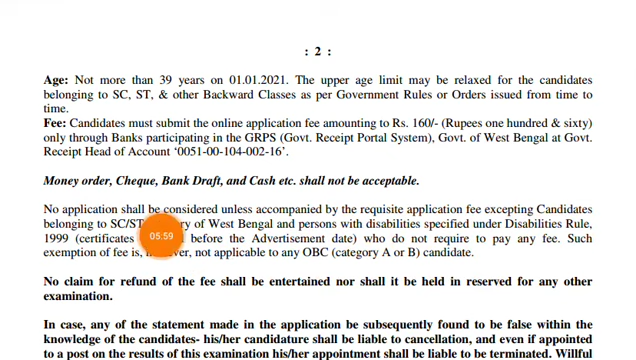 : 2 :
Age: Not more than 39 years on 01.01.2021. The upper age limit may be relaxed for the candidates
belonging to SC, ST, & other Backward Classes as per Government Rules or Orders issued from time to
time.
Fee: Candidates must submit the online application fee amounting to Rs. 160/- (Rupees one hundred & sixty)
only through Banks participating in the GRPS (Govt. Receipt Portal System), Govt. of West Bengal at Govt.
Receipt Head of Account ‘0051-00-104-002-16’.
Money order, Cheque, Bank Draft, and Cash etc. shall not be acceptable.
No application shall be considered unless accompanied by the requisite application fee excepting Candidates
belonging to SC/ST of West Bengal and persons with disabilities specified under Disabilities Rule,
1999 (certificates before the Advertisement date) who do not require to pay any fee. Such
exemption of fee is, however, not applicable to any OBC (category A or B) candidate.
05:59
No claim for refund of the fee shall be entertained nor shall it be held in reserved for any other
examination.
In case, any of the statement made in the application be subsequently found to be false within the
knowledge of the candidates- his/her candidature shall be liable to cancellation, and even if appointed
to a post on the results of this examination his/her appointment shall be liable to be terminated. Willful